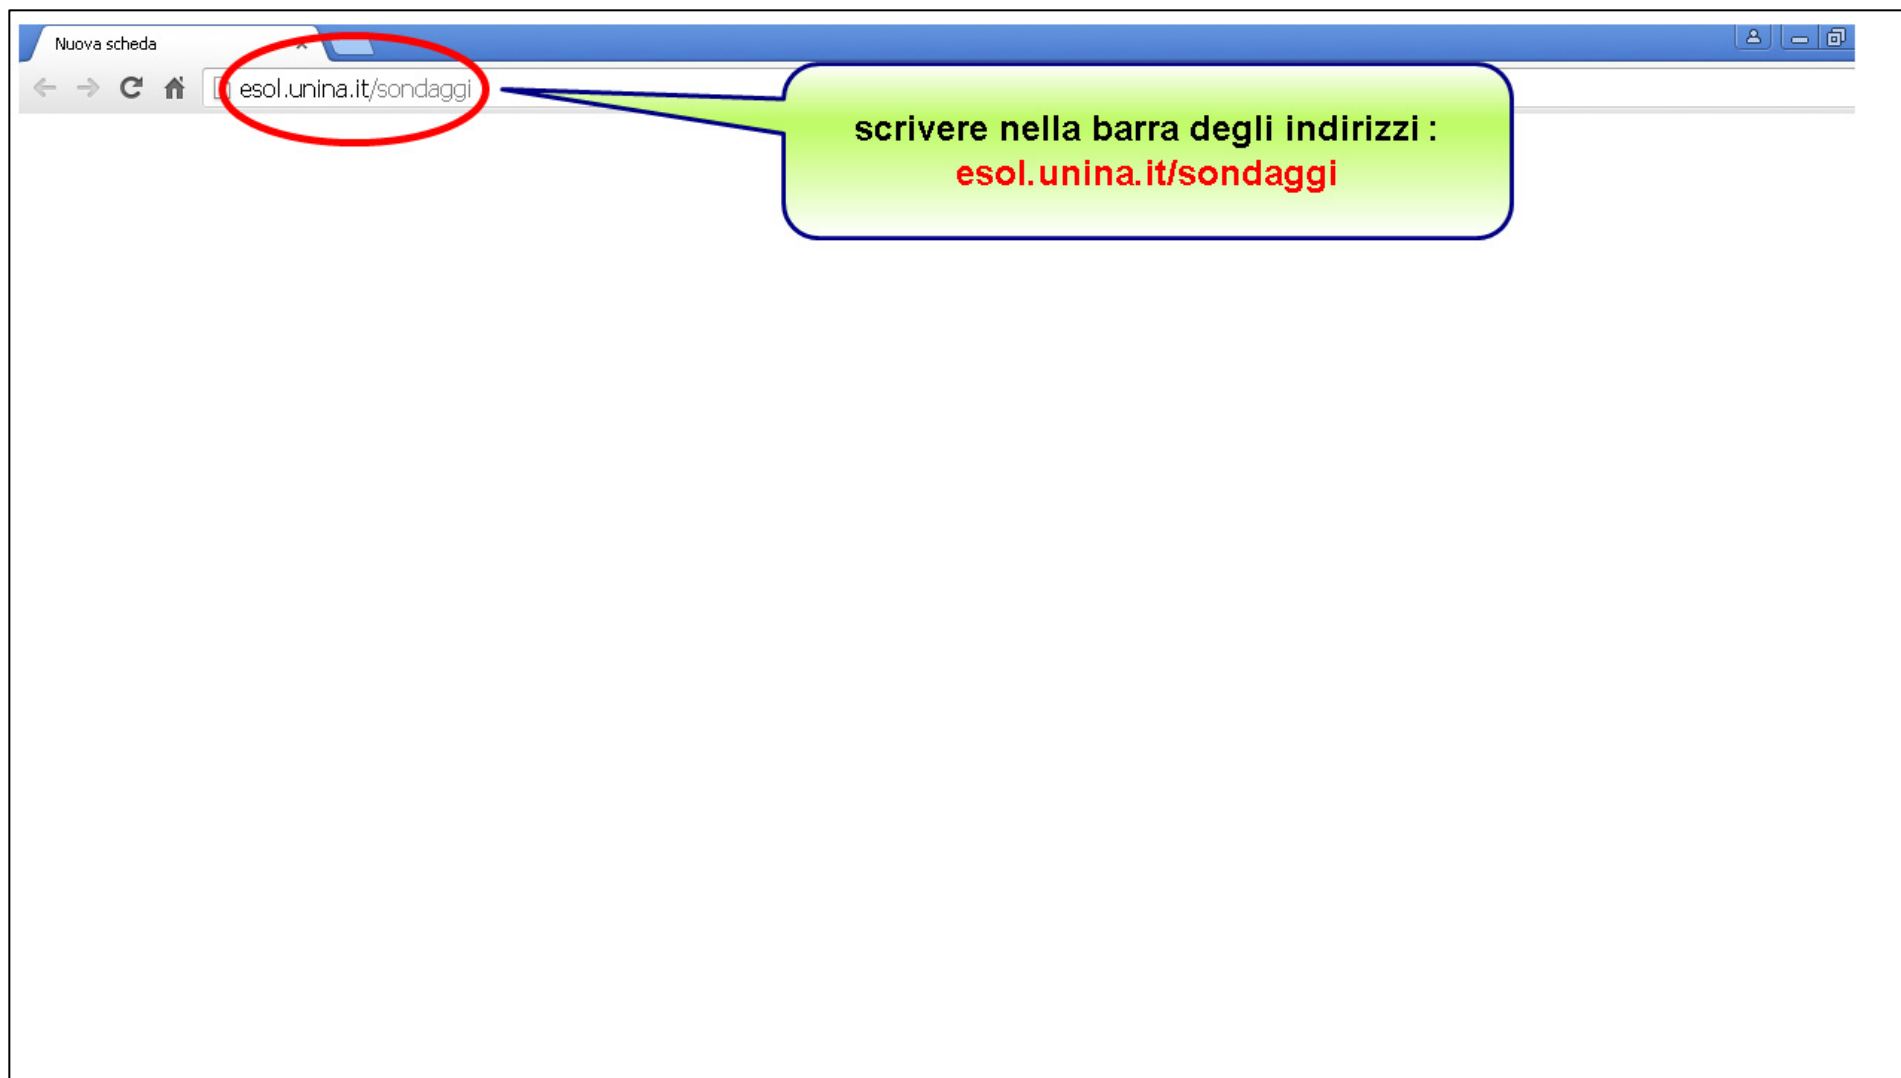 Nuova scheda
esol.unina.it/sondaggi
scrivere nella barra degli indirizzi :
esol.unina.it/sondaggi